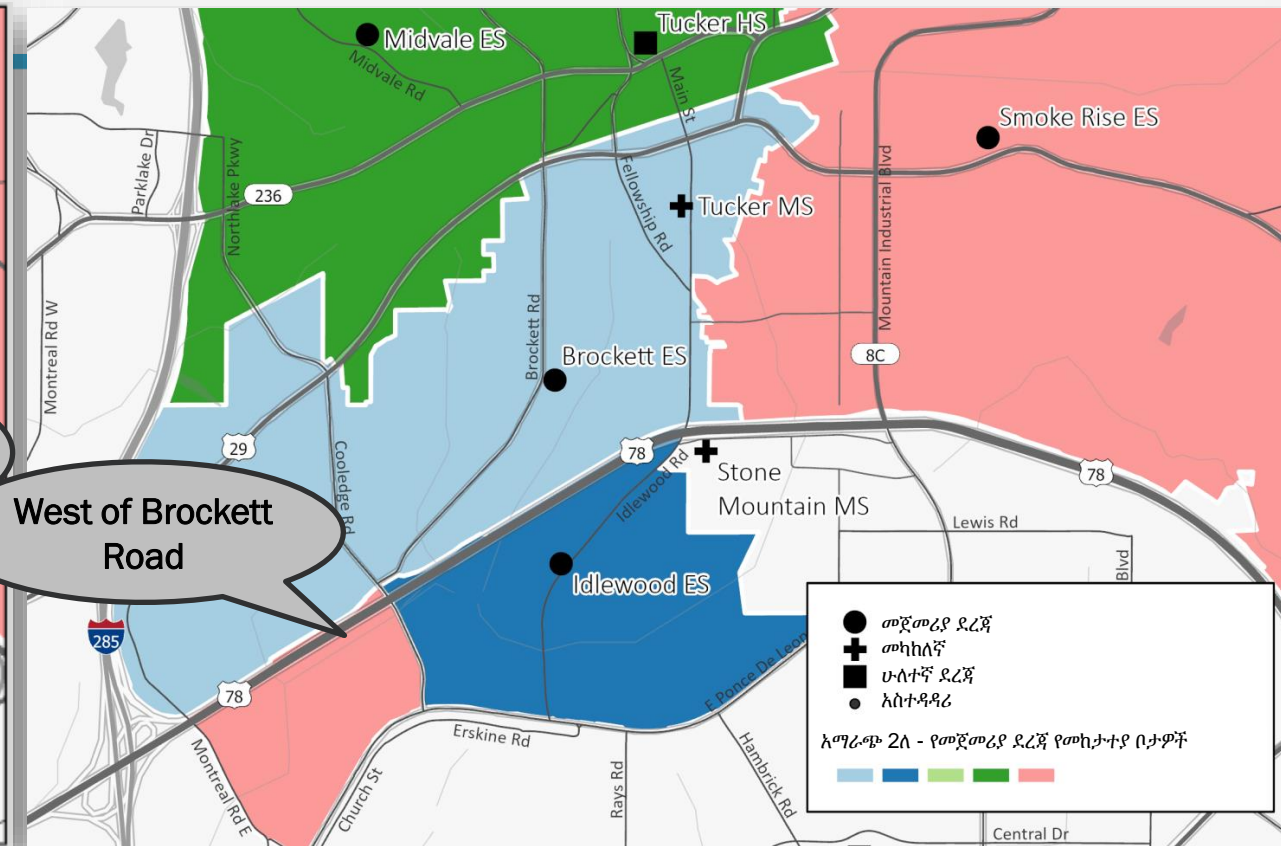 Midvale ES
Tucker HS
Midvale Rd
Main St
Smoke Rise ES
Parklake Dr
Northlake Pkwy
236
Fellowship Rd
Tucker MS
Mountain Industrial Blvd
Montreal Rd W
Brockett Rd
Brockett ES
8C
29
Cooledge Rd
78
Idlewood Rd
Stone
Mountain MS
78
West of Brockett
Road
Lewis Rd
Blvd
Idlewood ES
285
78
E Ponce De Leon
Erskine Rd
Montreal Rd E
Church St
Rays Rd
Hambrick Rd
Central Dr
መጀመሪያ ደረጃ
መካከለኛ
ሁለተኛ ደረጃ
አስተዳዳሪ
አማራጭ 2ለ - የመጀመሪያ ደረጃ የመከታተያ ቦታዎች